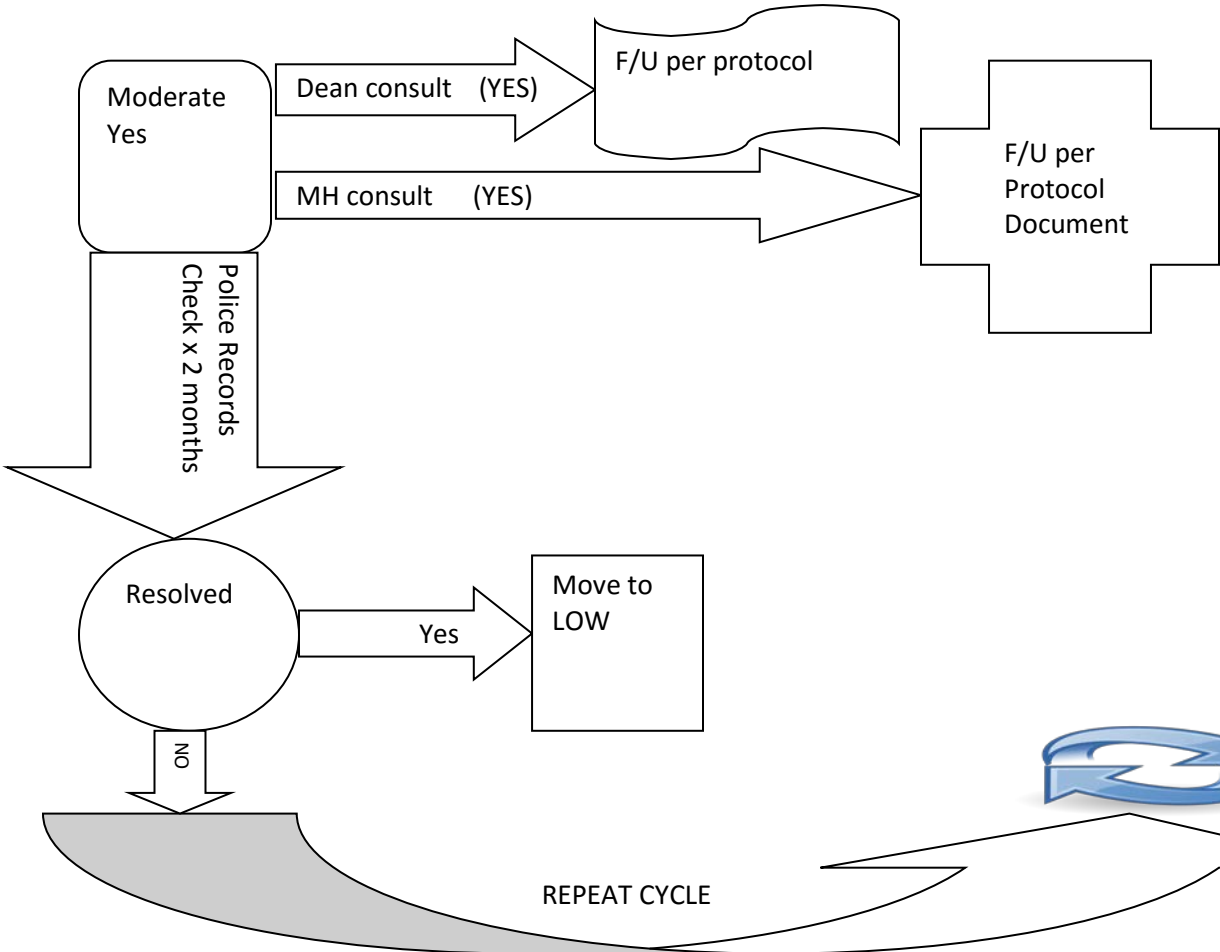 Moderate
Yes
Dean consult (YES)
F/U per protocol
MH consult (YES)
F/U per
Protocol
Document
Police Records
Check x 2 months
Resolved
Yes
Move to
LOW
NO
REPEAT CYCLE